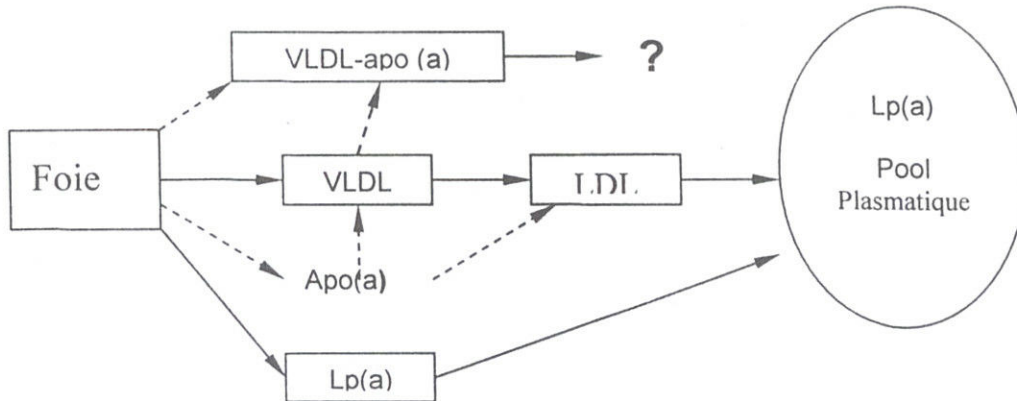 VLDL-apo (a)
?
Foie
VLDL
LDL
Lp(a)
Pool
Plasmatique
Apo(a)
Lp(a)